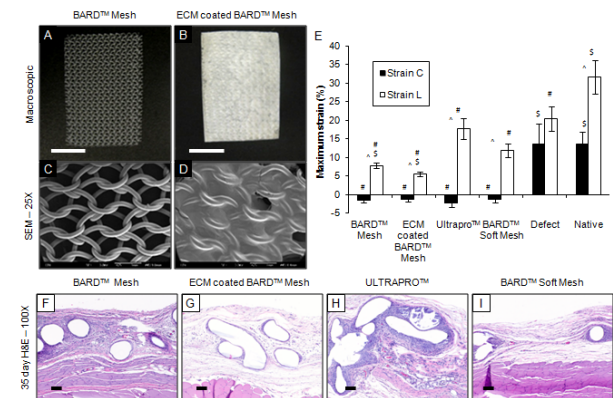 BARD™ Mesh
ECM coated BARD™ Mesh
Macroscopic
A
B
SEM – 25X
C
D
E
Maximum strain (%)
40
35
30
25
20
15
10
5
0
-5
Strain C
Strain L
# ^ $ #
# ^ $ #
# ^ #
# ^ #
$ #
$ ^ $
BARD™ Mesh
ECM coated BARD™ Mesh
Ultrapro™
BARD™ Soft Mesh
Defect
Native
35 day H&E – 100X
BARD™ Mesh
ECM coated BARD™ Mesh
ULTRAPRO™
BARD™ Soft Mesh
F
G
H
I